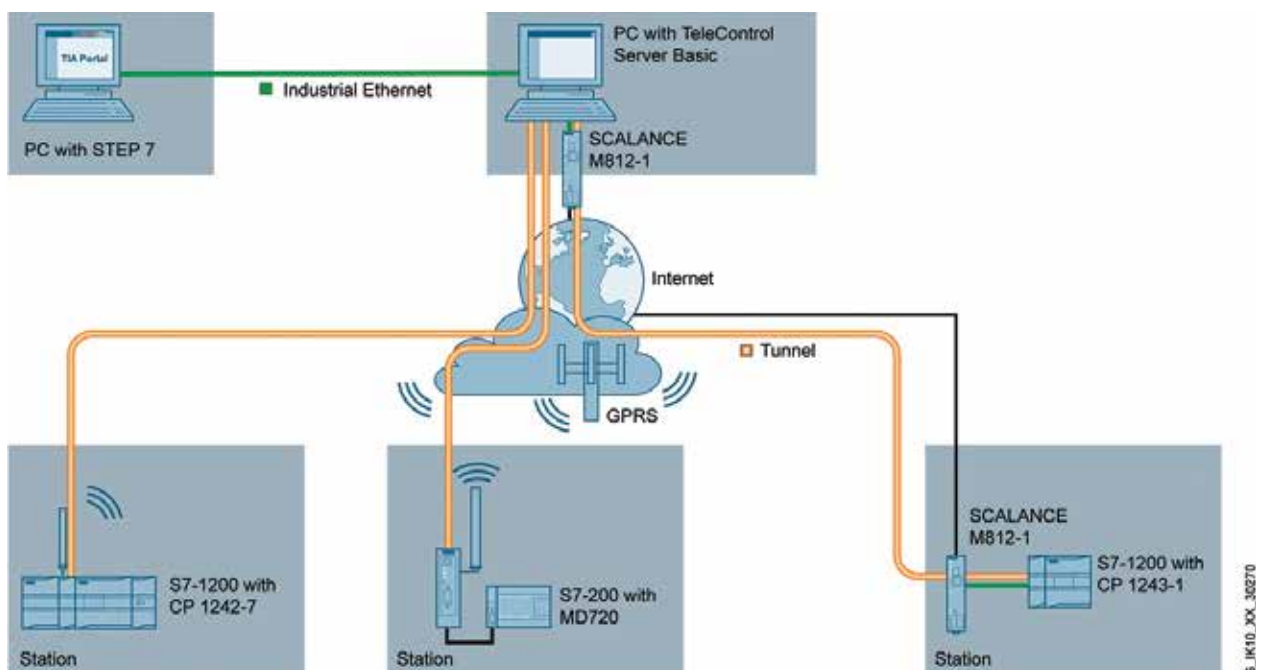 TIA Portal
PC with STEP 7
Industrial Ethernet
PC with TeleControl
Server Basic
SCALANCE
M812-1
Internet
Tunnel
GPRS
S7-1200 with
CP 1242-7
Station
S7-200 with
MD720
Station
SCALANCE
M812-1
S7-1200 with
CP 1243-1
Station